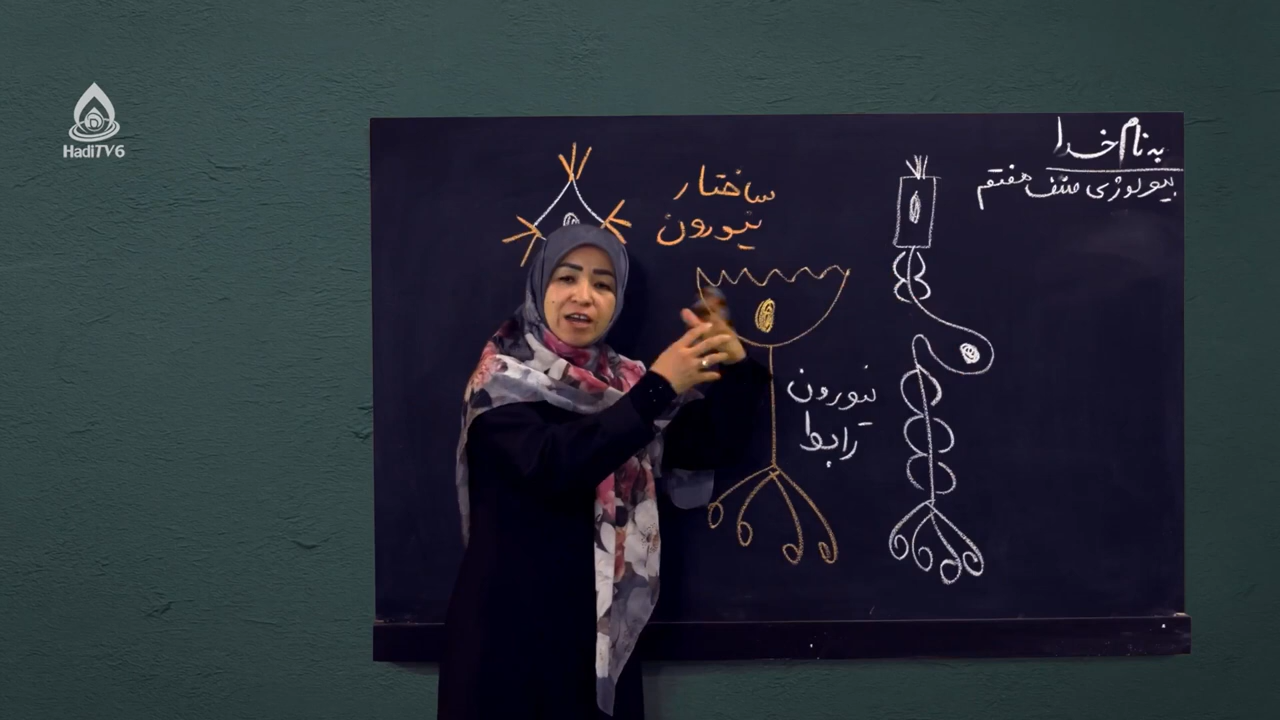 HadiTV6
به نام خدا
بیولوژی صنف هفتم
ساختار
نیورون
نیورون
رابط